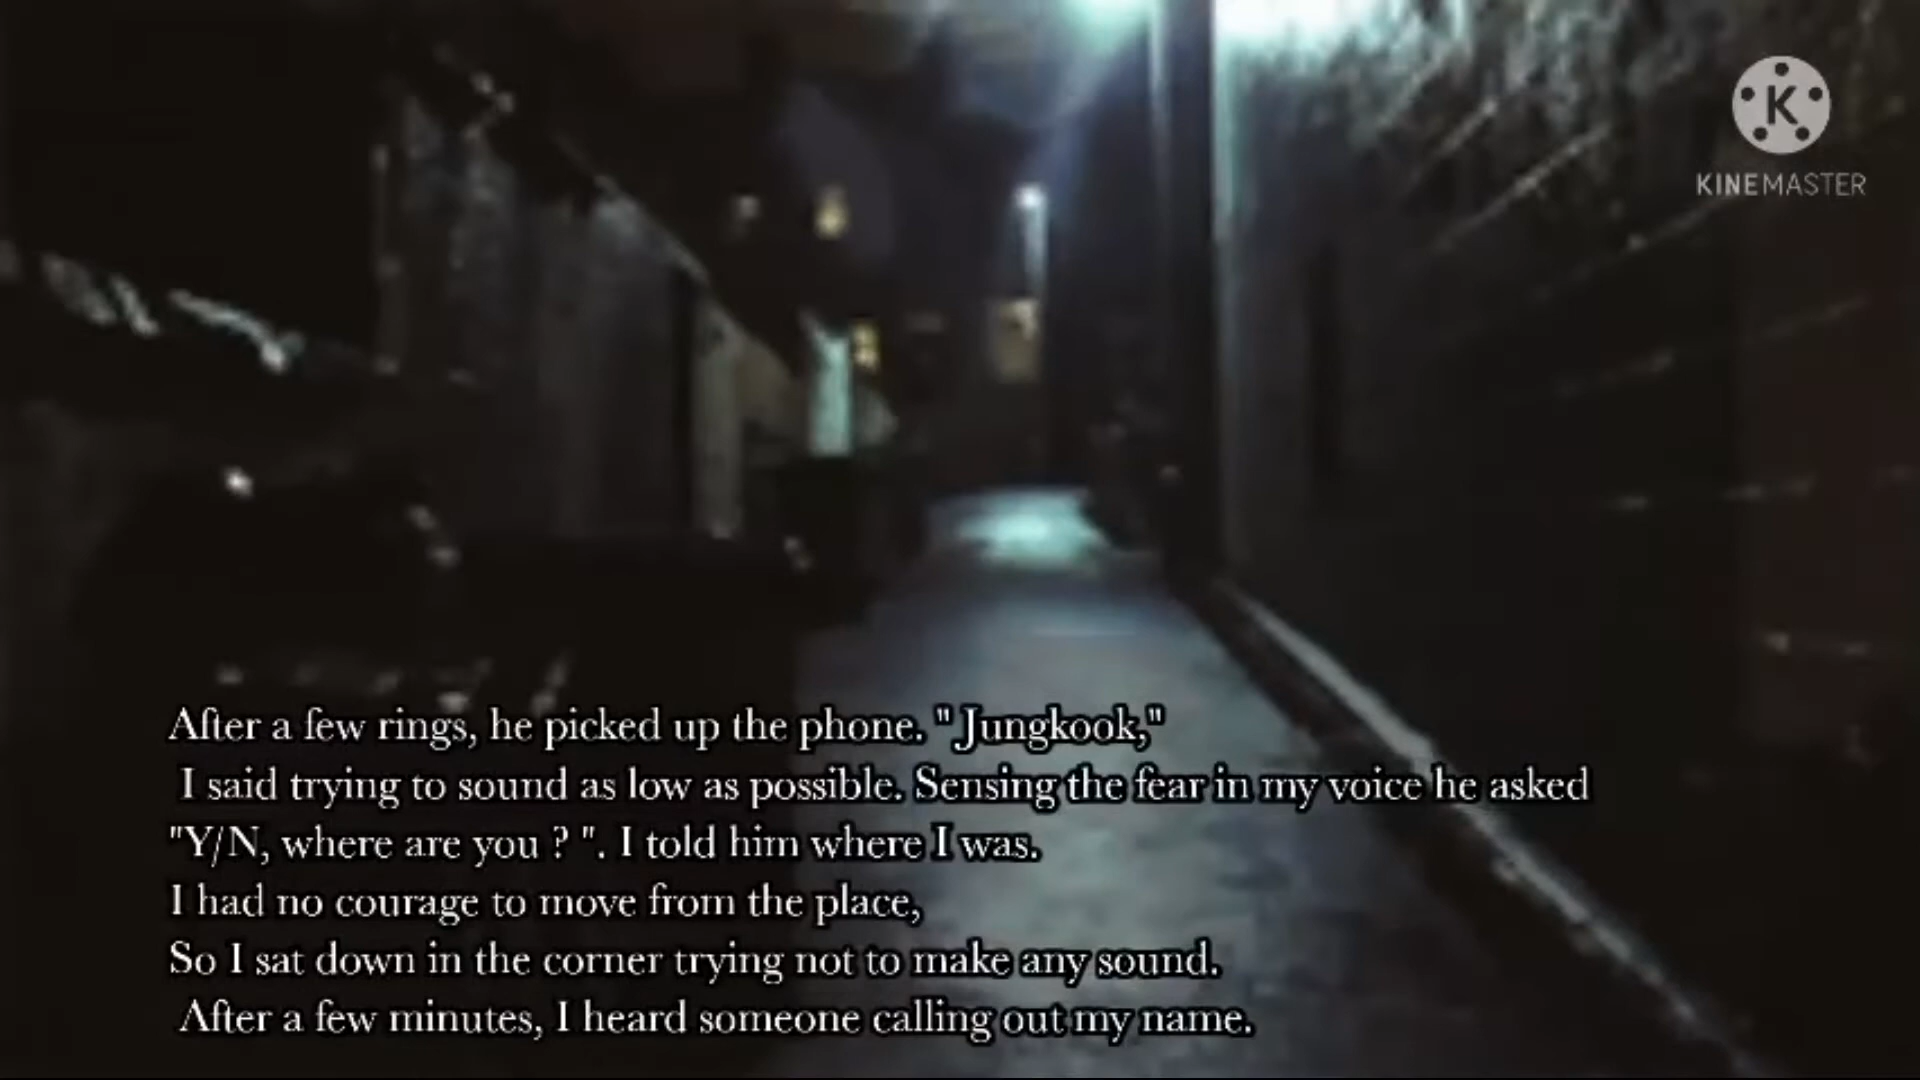 KINEMASTER
After a few rings, he picked up the phone. " Jungkook,"
I said trying to sound as low as possible. Sensing the fear in my voice he asked
"Y/N, where are you ? ". I told him where I was.
I had no courage to move from the place,
So I sat down in the corner trying not to make any sound.
After a few minutes, I heard someone calling out my name.